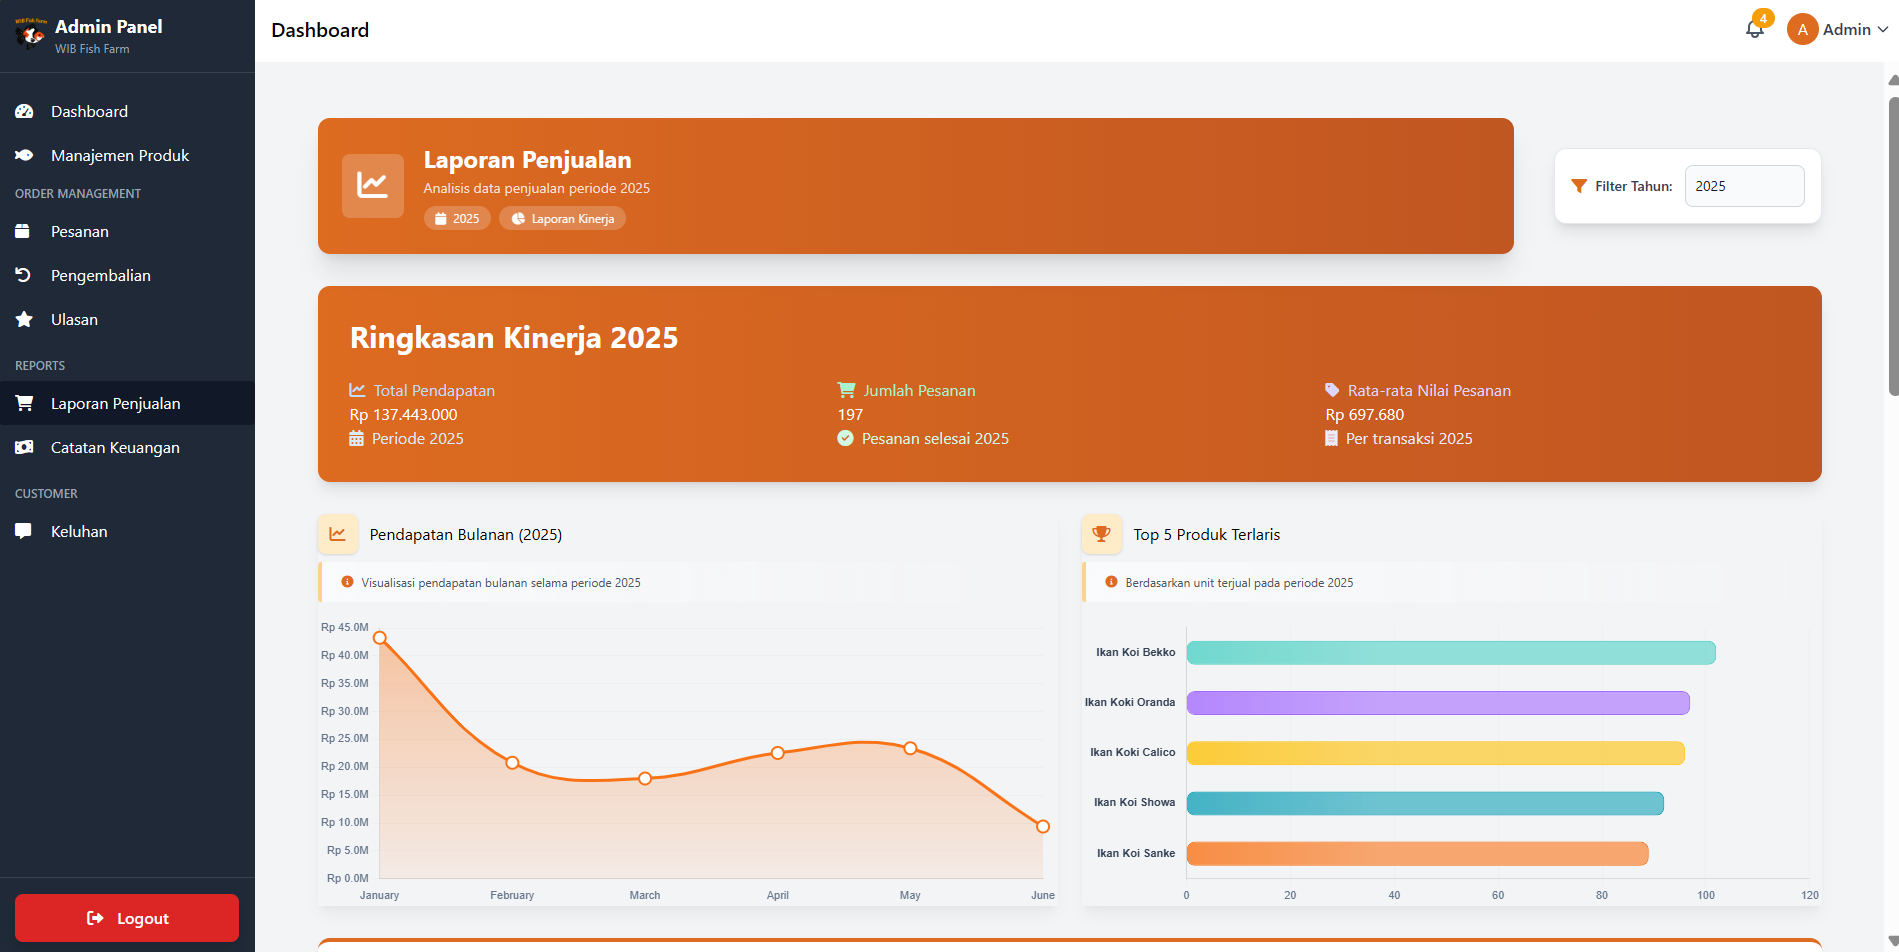 WIB Fish Farm
Admin Panel
WIB Fish Farm
Dashboard
Manajemen Produk
ORDER MANAGEMENT
Pesanan
Pengembalian
Ulasan
REPORTS
Laporan Penjualan
Catatan Keuangan
CUSTOMER
Keluhan
Logout
Dashboard
4
A
Admin
Laporan Penjualan
Analisis data penjualan periode 2025
2025
Laporan Kinerja
Filter Tahun:
2025
Ringkasan Kinerja 2025
Total Pendapatan
Rp 137.443.000
Periode 2025
Jumlah Pesanan
197
Pesanan selesai 2025
Rata-rata Nilai Pesanan
Rp 697.680
Per transaksi 2025
Pendapatan Bulanan (2025)
Visualisasi pendapatan bulanan selama periode 2025
Rp 45.0M
Rp 40.0M
Rp 35.0M
Rp 30.0M
Rp 25.0M
Rp 20.0M
Rp 15.0M
Rp 10.0M
Rp 5.0M
Rp 0.0M
January
February
March
April
May
June
Top 5 Produk Terlaris
Berdasarkan unit terjual pada periode 2025
Ikan Koi Bekko
Ikan Koki Oranda
Ikan Koki Calico
Ikan Koi Showa
Ikan Koi Sanke
0
20
40
60
80
100
120